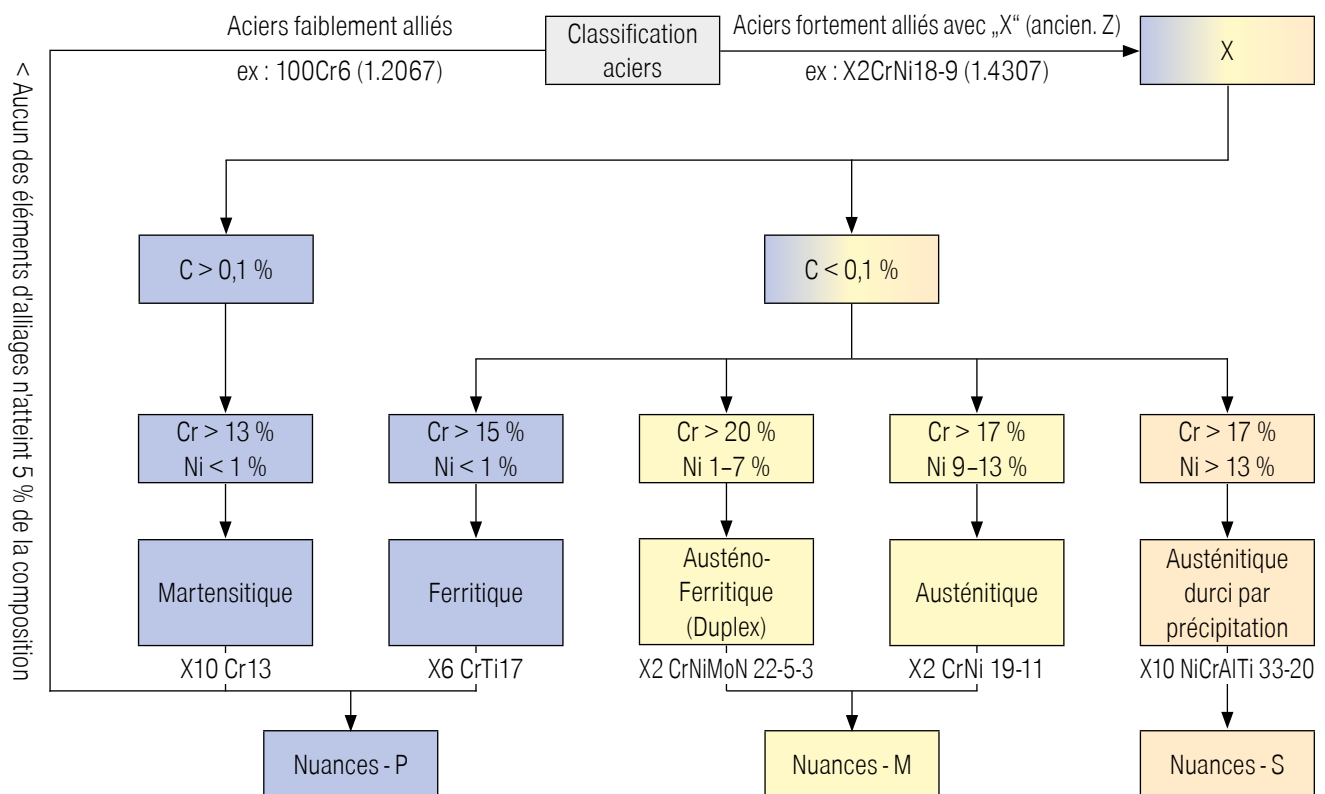 Aciers faiblement alliés
ex : 100Cr6 (1.2067)
Classification
aciers
Aciers fortement alliés avec „X“ (ancien. Z)
ex : X2CrNi18-9 (1.4307)
X
< Aucun des éléments d'alliages n'atteint 5 % de la composition
C > 0,1 %
C < 0,1 %
Cr > 13 %
Ni < 1 %
Cr > 15 %
Ni < 1 %
Cr > 20 %
Ni 1–7 %
Cr > 17 %
Ni 9–13 %
Cr > 17 %
Ni > 13 %
Martensitique
Ferritique
Austéno-
Ferritique
(Duplex)
Austénitique
Austénitique
durci par
précipitation
X10 Cr13
X6 CrTi17
X2 CrNiMoN 22-5-3
X2 CrNi 19-11
X10 NiCrAlTi 33-20
Nuances - P
Nuances - M
Nuances - S